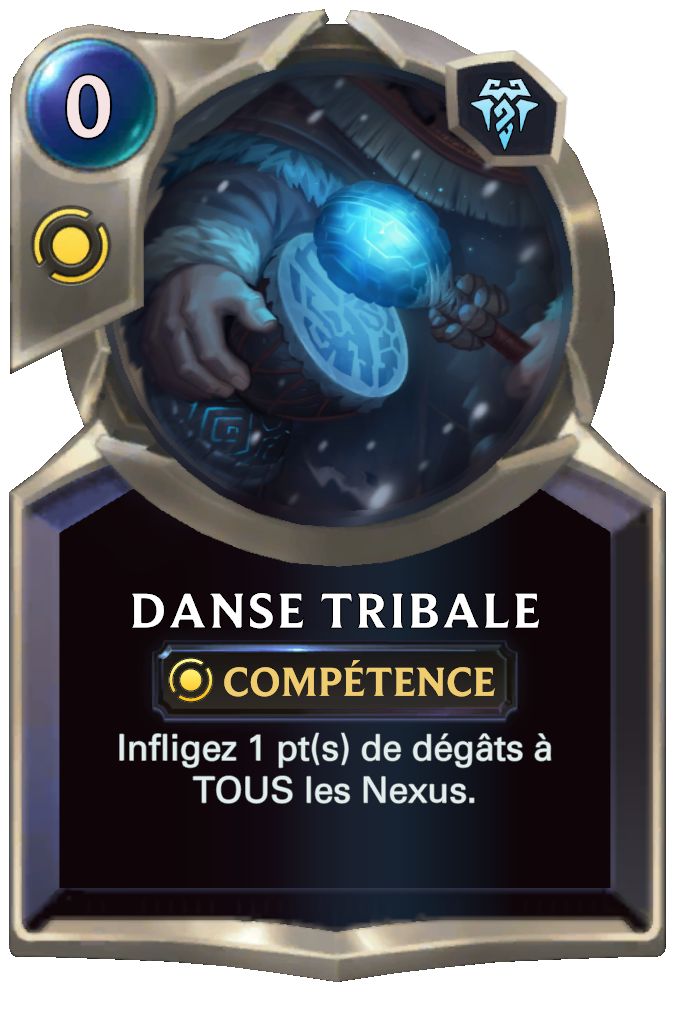 0
DANSE TRIBALE
COMPÉTENCE
Infligez 1 pt(s) de dégâts à
TOUS les Nexus.